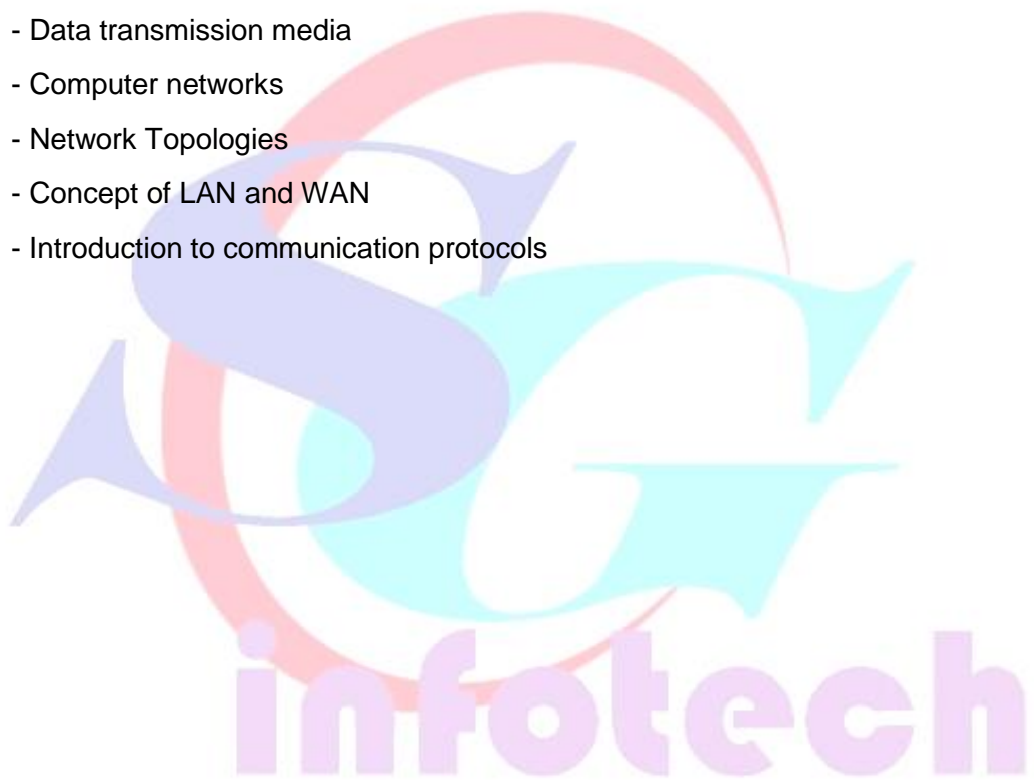 - Data transmission media
- Computer networks
- Network Topologies
- Concept of LAN and WAN
- Introduction to communication protocols
SG
infotech